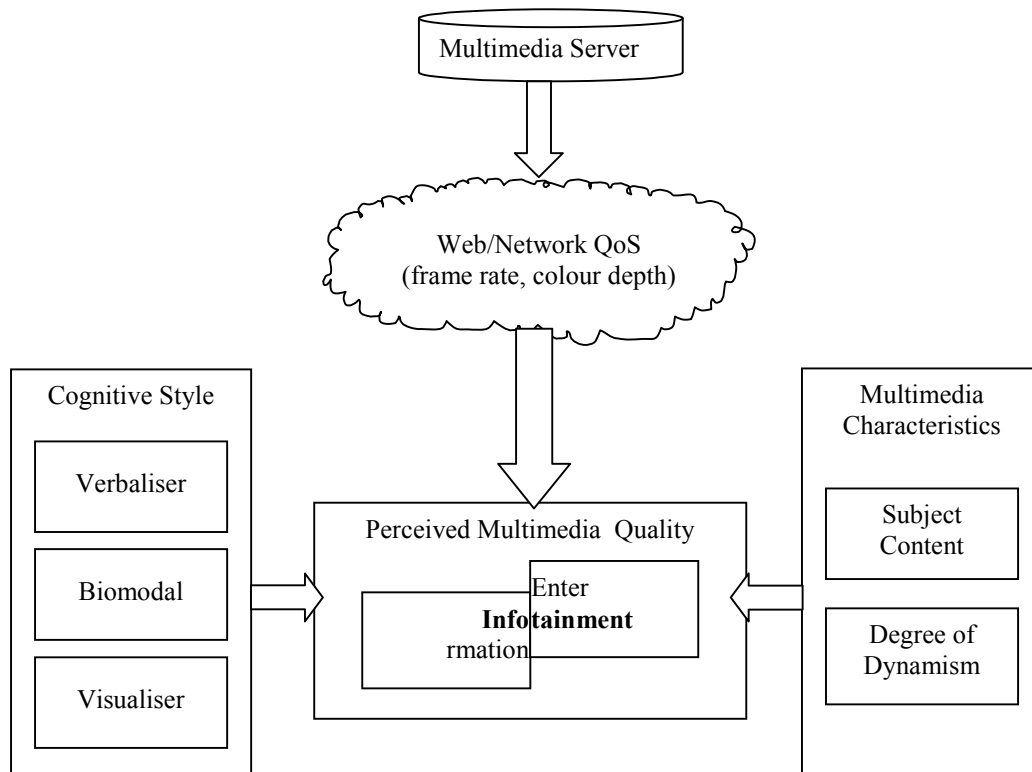 Multimedia Server
Web/Network QoS
(frame rate, colour depth)
Cognitive Style
Verbaliser
Biomodal
Visualiser
Perceived Multimedia Quality
Enter
Infotainment
rmation
Multimedia
Characteristics
Subject
Content
Degree of
Dynamism